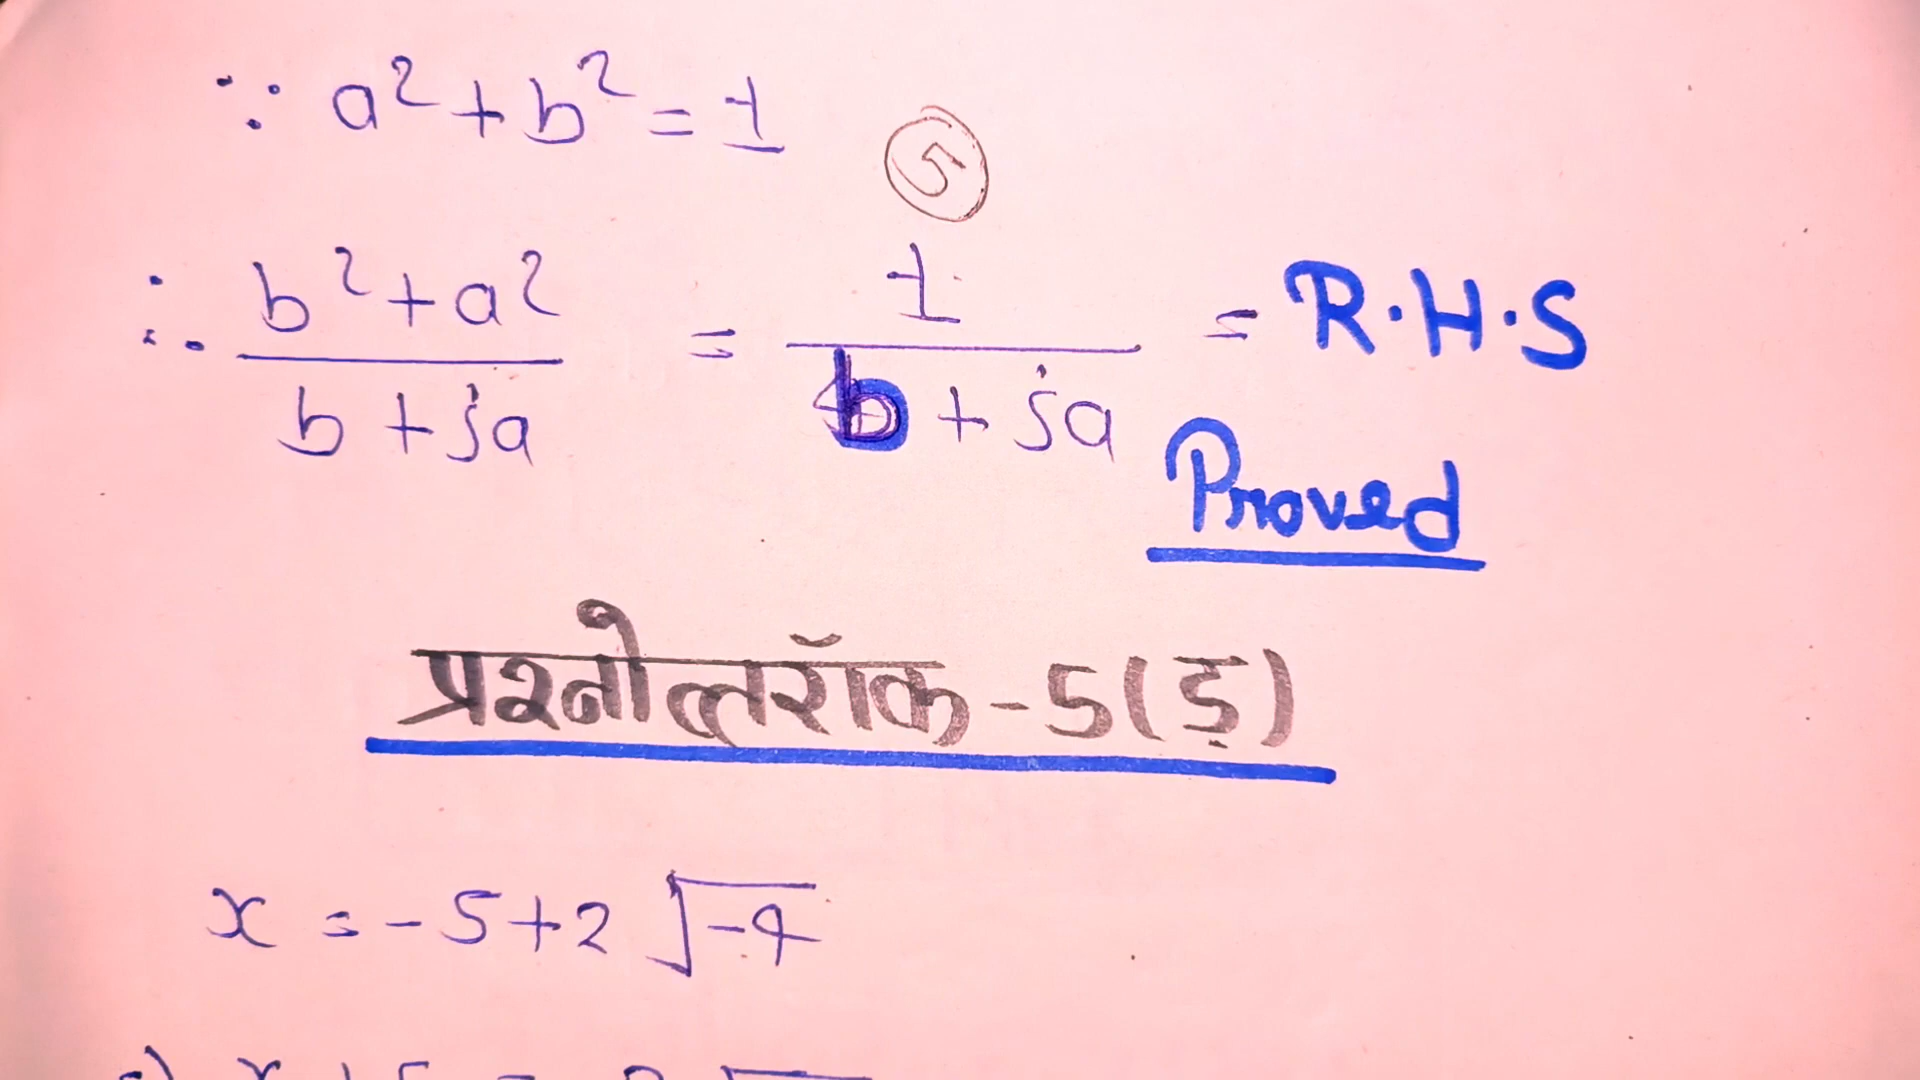 ∵ a²+b²=1
5
∴ b²+a² / b+ja = 1 / b+ja = R.H.S
Proved
प्रश्नोत्तरॉक-5(ड़)
x = -5+2√-4